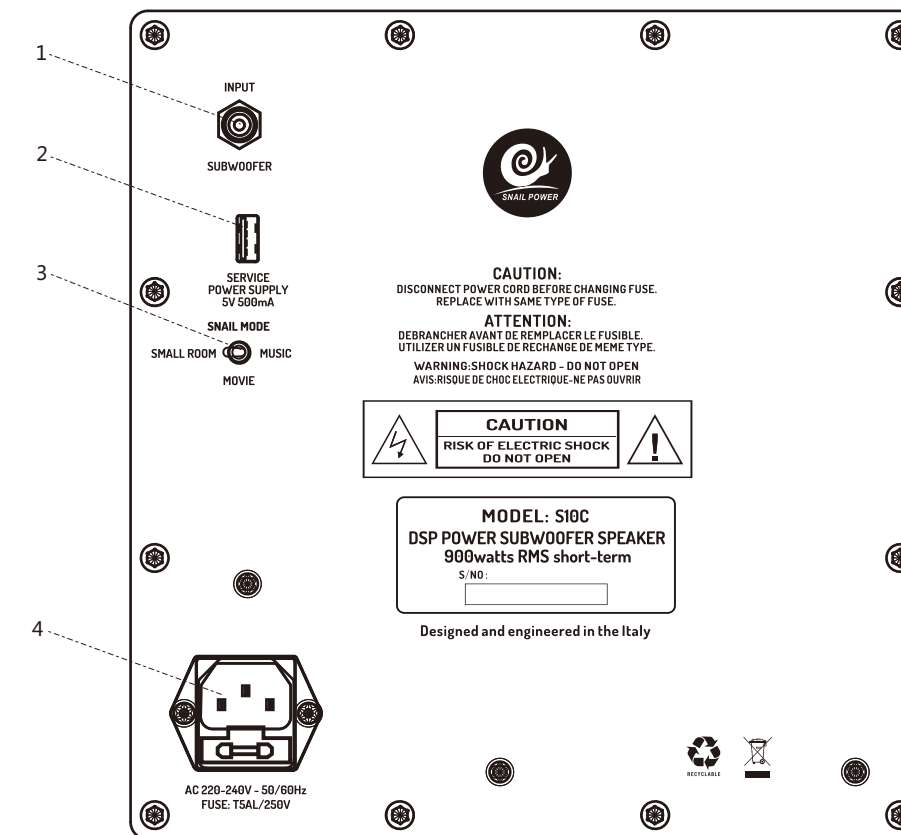 1
INPUT
SUBWOOFER
2
SERVICE
POWER SUPPLY
5V 500mA
3
SNAIL MODE
SMALL ROOM
MUSIC
MOVIE
SNAIL POWER
CAUTION:
DISCONNECT POWER CORD BEFORE CHANGING FUSE.
REPLACE WITH SAME TYPE OF FUSE.
ATTENTION:
DEBRANCHER AVANT DE REMPLACER LE FUSIBLE.
UTILIZER UN FUSIBLE DE RECHANGE DE MEME TYPE.
WARNING:SHOCK HAZARD - DO NOT OPEN
AVIS:RISQUE DE CHOC ELECTRIQUE-NE PAS OUVRIR
CAUTION
RISK OF ELECTRIC SHOCK
DO NOT OPEN
MODEL: S10C
DSP POWER SUBWOOFER SPEAKER
900watts RMS short-term
S/NO:
Designed and engineered in the Italy
4
AC 220-240V - 50/60Hz
FUSE: T5AL/250V
RECYCLABLE